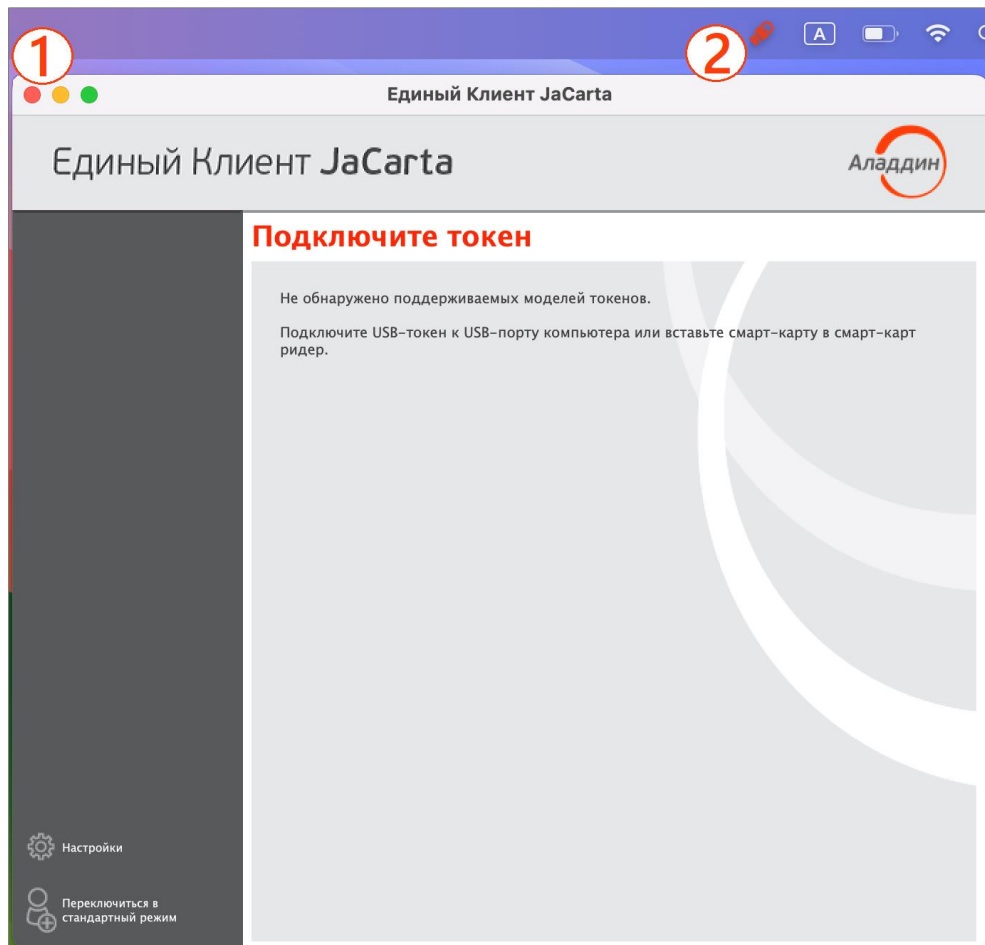 1
2
A
Единый Клиент JaCarta
Единый Клиент JaCarta
Аладдин
Подключите токен
Не обнаружено поддерживаемых моделей токенов.
Подключите USB-токен к USB-порту компьютера или вставьте смарт-карту в смарт-карт
ридер.
Настройки
Переключиться в
стандартный режим